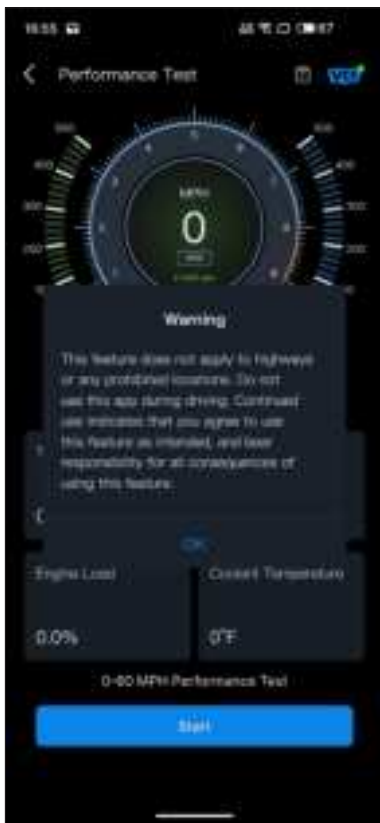 16:55
87
Performance Test
VCI
MPH
0
Warning
This feature does not apply to highways
or any prohibited locations. Do not
use this app during driving. Continued
use indicates that you agree to use
this feature as intended, and bear
responsibility for all consequences of
using this feature.
OK
Engine Load
Coolant Temperature
0.0%
0°F
0-60 MPH Performance Test
Start